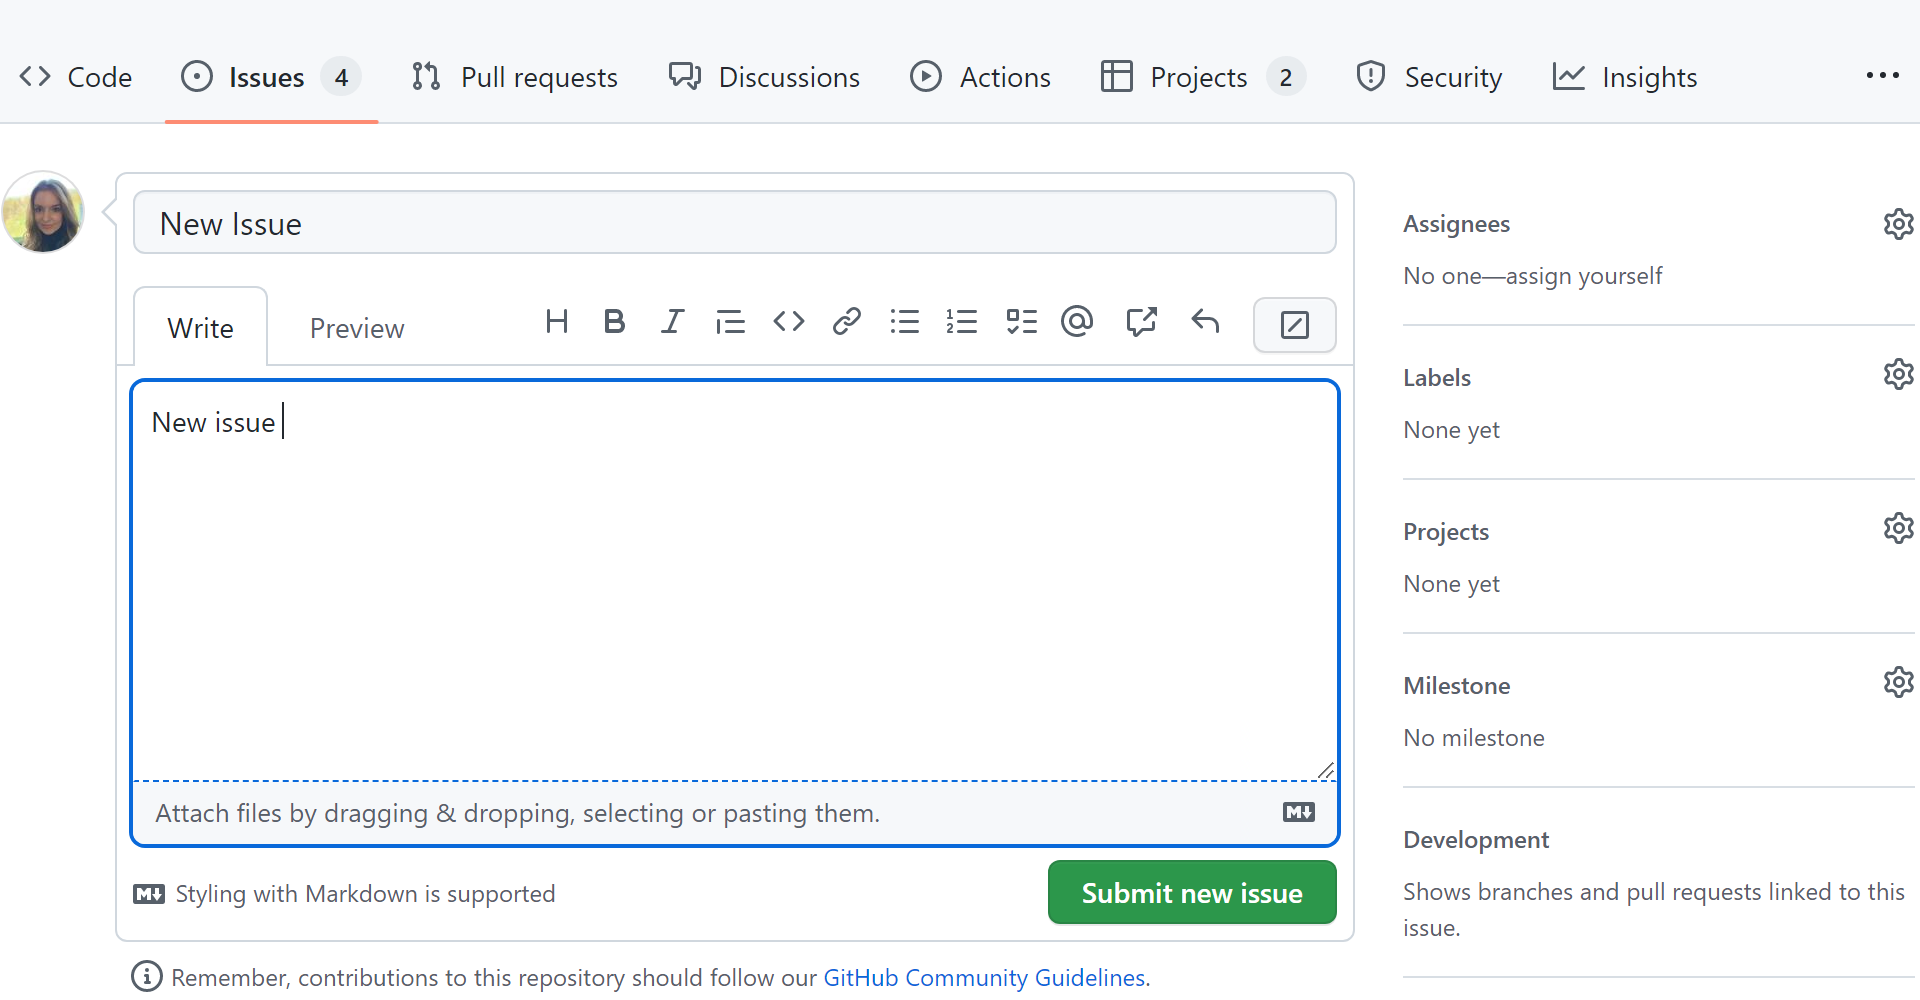 Code Issues 4 Pull requests Discussions Actions Projects 2 Security Insights
New Issue
Write Preview
New issue
Attach files by dragging & dropping, selecting or pasting them.
Styling with Markdown is supported
Submit new issue
Remember, contributions to this repository should follow our GitHub Community Guidelines.
Assignees
No one—assign yourself
Labels
None yet
Projects
None yet
Milestone
No milestone
Development
Shows branches and pull requests linked to this
issue.